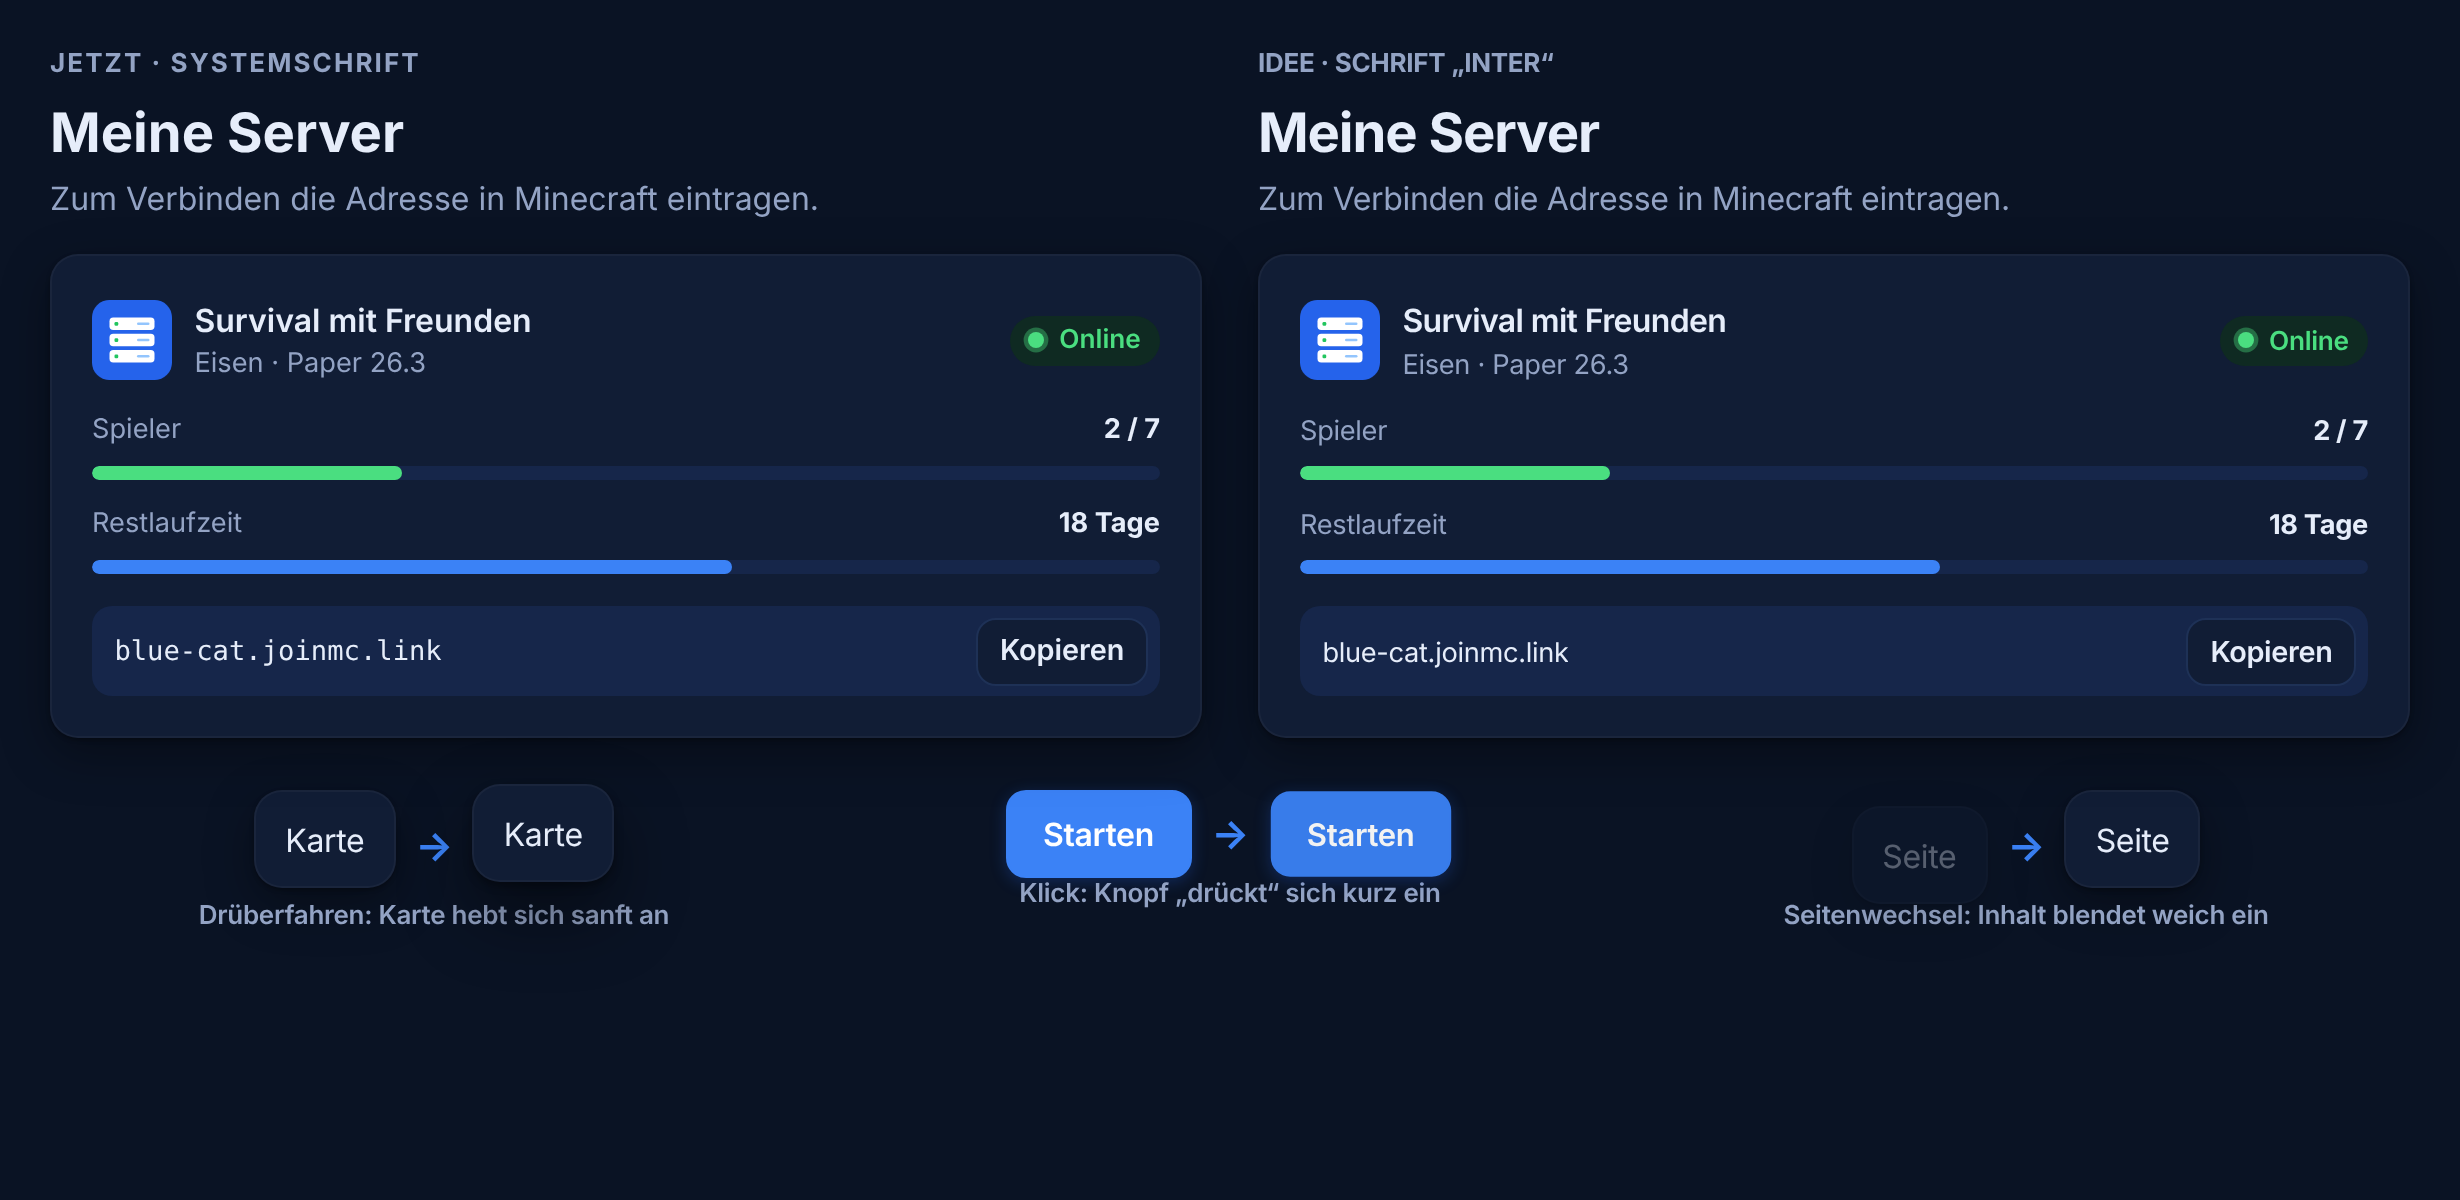 JETZT · SYSTEMSCHRIFT
Meine Server
Zum Verbinden die Adresse in Minecraft eintragen.
Survival mit Freunden
Eisen · Paper 26.3
Online
Spieler
2 / 7
Restlaufzeit
18 Tage
blue-cat.joinmc.link
Kopieren
IDEE · SCHRIFT „INTER“
Meine Server
Zum Verbinden die Adresse in Minecraft eintragen.
Survival mit Freunden
Eisen · Paper 26.3
Online
Spieler
2 / 7
Restlaufzeit
18 Tage
blue-cat.joinmc.link
Kopieren
Karte → Karte
Drüberfahren: Karte hebt sich sanft an
Starten → Starten
Klick: Knopf „drückt“ sich kurz ein
Seite → Seite
Seitenwechsel: Inhalt blendet weich ein